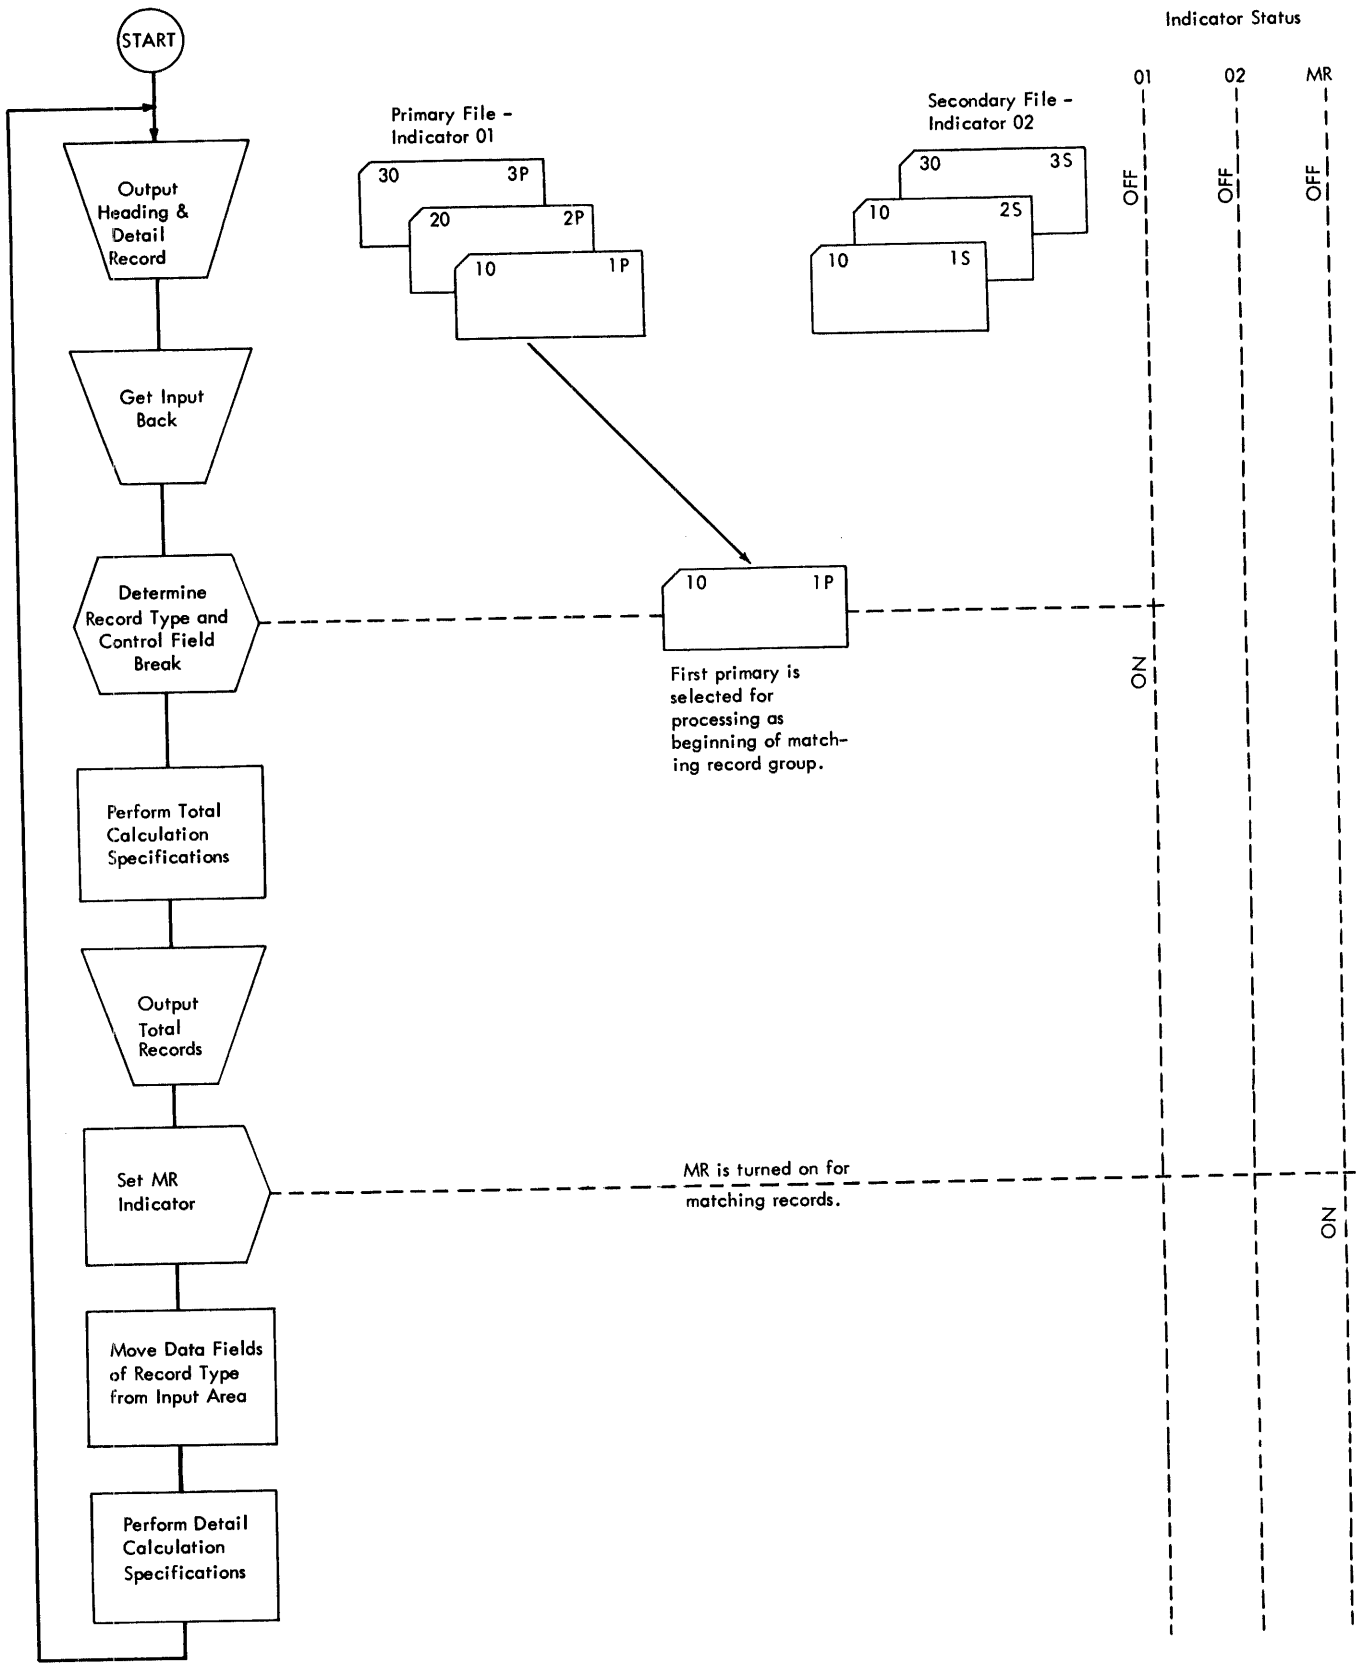 Indicator Status
START
01 02 MR
Primary File -
Indicator 01
Secondary File -
Indicator 02
30 3P
20 2P
10 1P
30 3S
10 2S
10 1S
OFF
OFF
OFF
Output
Heading &
Detail
Record
Get Input
Back
Determine
Record Type and
Control Field
Break
10 1P
First primary is
selected for
processing as
beginning of match-
ing record group.
ON
Perform Total
Calculation
Specifications
Output
Total
Records
Set MR
Indicator
MR is turned on for
matching records.
ON
Move Data Fields
of Record Type
from Input Area
Perform Detail
Calculation
Specifications